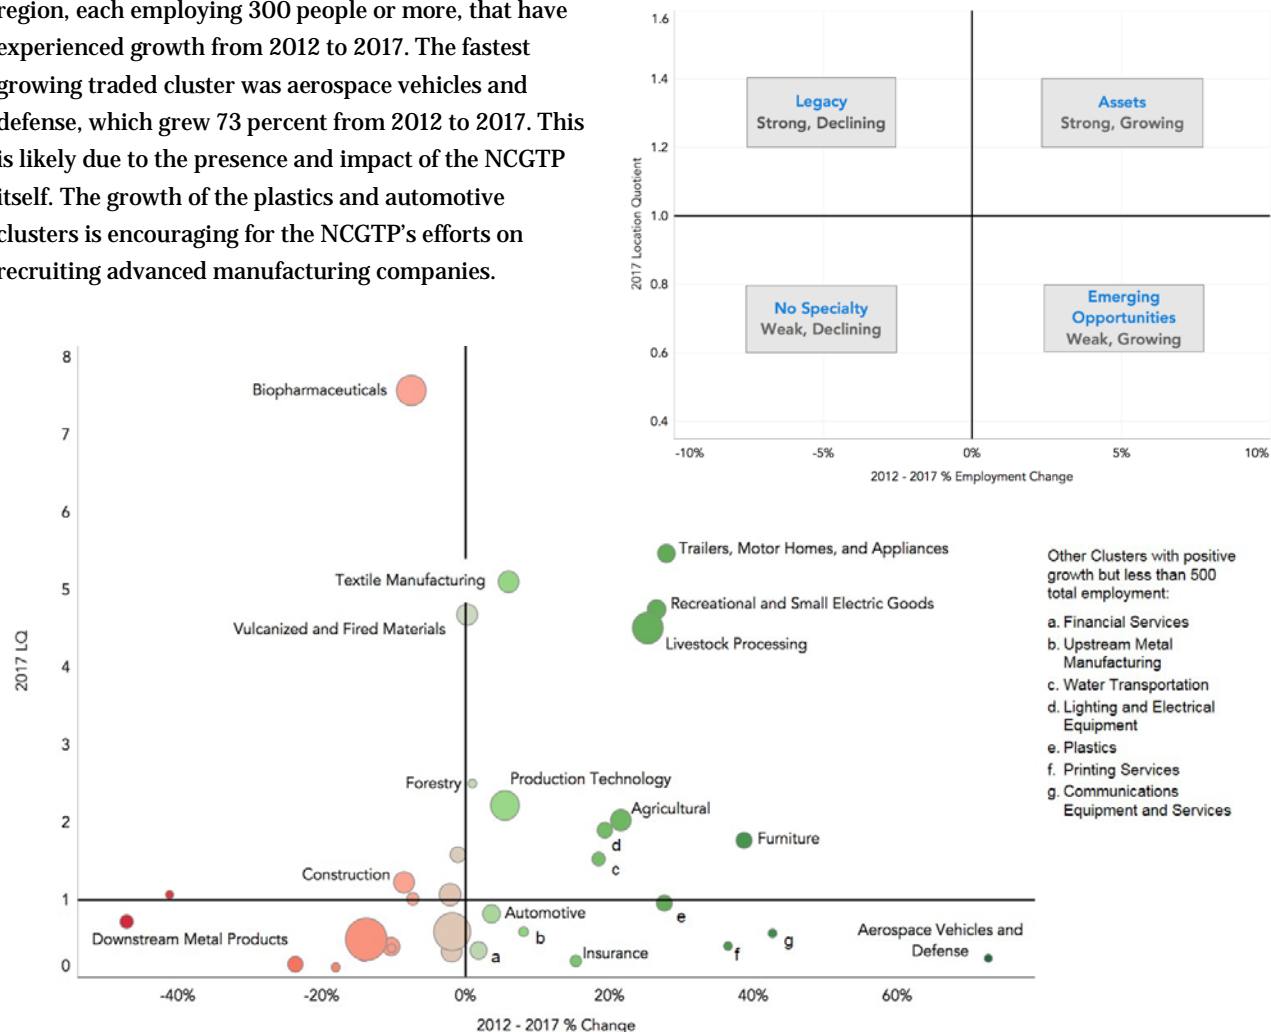 region, each employing 300 people or more, that have
experienced growth from 2012 to 2017. The fastest
growing traded cluster was aerospace vehicles and
defense, which grew 73 percent from 2012 to 2017. This
is likely due to the presence and impact of the NCGTP
itself. The growth of the plastics and automotive
clusters is encouraging for the NCGTP's efforts on
recruiting advanced manufacturing companies.
2017 Location Quotient
1.6
1.4
1.2
1.0
0.8
0.6
0.4
Legacy
Strong, Declining
Assets
Strong, Growing
No Specialty
Weak, Declining
Emerging
Opportunities
Weak, Growing
-10%
-5%
0%
5%
10%
2012 - 2017 % Employment Change
2017 LQ
8
7
6
5
4
3
2
1
0
Biopharmaceuticals
Trailers, Motor Homes, and Appliances
Textile Manufacturing
Recreational and Small Electric Goods
Vulcanized and Fired Materials
Livestock Processing
Forestry
Production Technology
Agricultural
d
c
Furniture
Construction
Automotive
e
Downstream Metal Products
b
a
Insurance
f
g
Aerospace Vehicles and
Defense
-40%
-20%
0%
20%
40%
60%
2012 - 2017 % Change
Other Clusters with positive
growth but less than 500
total employment:
a. Financial Services
b. Upstream Metal
Manufacturing
c. Water Transportation
d. Lighting and Electrical
Equipment
e. Plastics
f. Printing Services
g. Communications
Equipment and Services